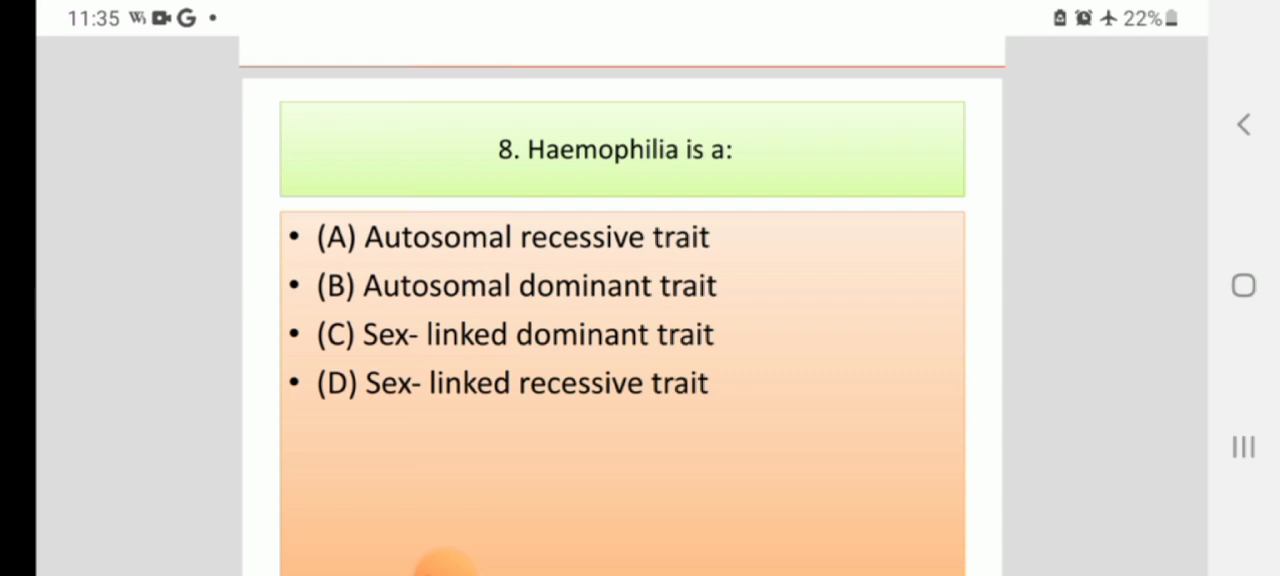 11:35 W G •
22%
8. Haemophilia is a:
• (A) Autosomal recessive trait
• (B) Autosomal dominant trait
• (C) Sex- linked dominant trait
• (D) Sex- linked recessive trait